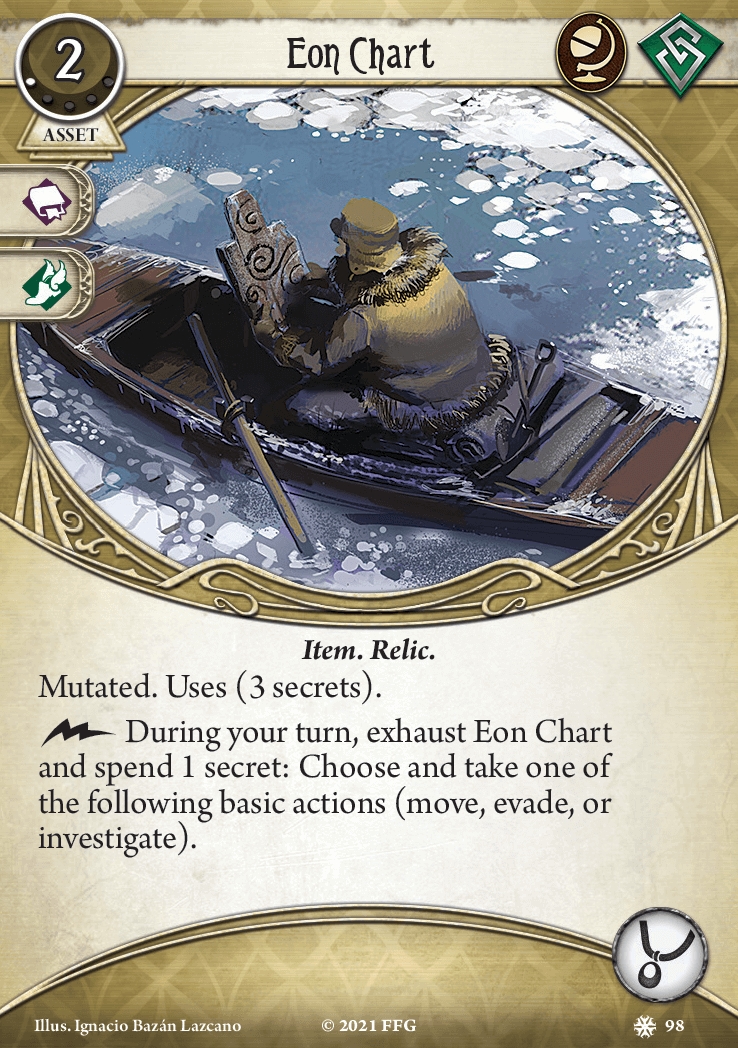 2
Eon Chart
ASSET
Item. Relic.
Mutated. Uses (3 secrets).
During your turn, exhaust Eon Chart
and spend 1 secret: Choose and take one of
the following basic actions (move, evade, or
investigate).
Illus. Ignacio Bazán Lazcano
© 2021 FFG
98